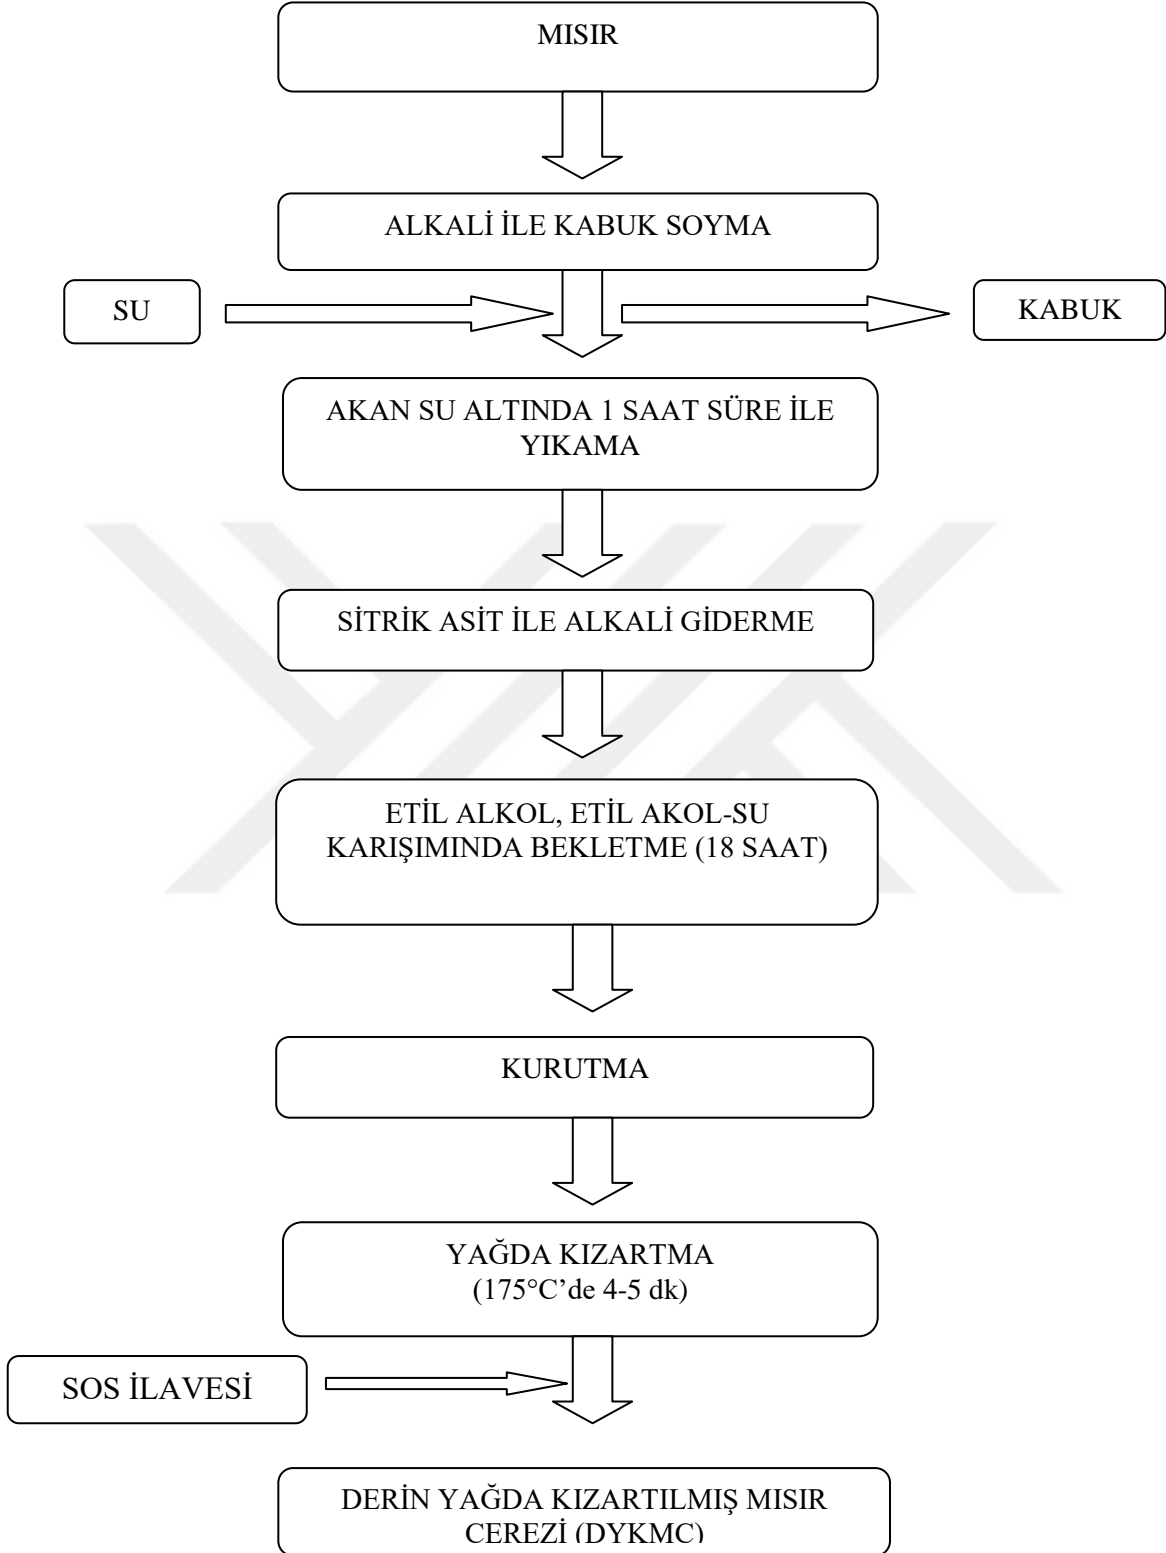 MISIR
ALKALİ İLE KABUK SOYMA
SU
KABUK
AKAN SU ALTINDA 1 SAAT SÜRE İLE
YIKAMA
SİTRİK ASİT İLE ALKALİ GİDERME
ETİL ALKOL, ETİL AKOL-SU
KARIŞIMINDA BEKLETME (18 SAAT)
KURUTMA
YAĞDA KIZARTMA
(175°C’de 4-5 dk)
SOS İLAVESİ
DERİN YAĞDA KIZARTILMIŞ MISIR
CEREZİ (DYKMC)